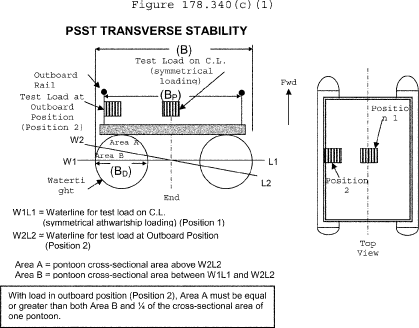 Figure 178.340(c)(1)
PSST TRANSVERSE STABILITY
(B)
Test Load on C.L.
(symmetrical
loading)
Outboard
Rail
Test Load at
Outboard
Position
(Position 2)
(BP)
Fwd
Positio
n 1
Position
2
W2
Area A
W1
Area B
L1
(BD)
L2
Waterti
ght
End
Top
View
W1L1 = Waterline for test load on C.L.
(symmetrical athwartship loading) (Position 1)
W2L2 = Waterline for test load at Outboard Position
(Position 2)
Area A = pontoon cross-sectional area above W2L2
Area B = pontoon cross-sectional area between W1L1 and W2L2
With load in outboard position (Position 2), Area A must be equal
or greater than both Area B and ¼ of the cross-sectional area of
one pontoon.